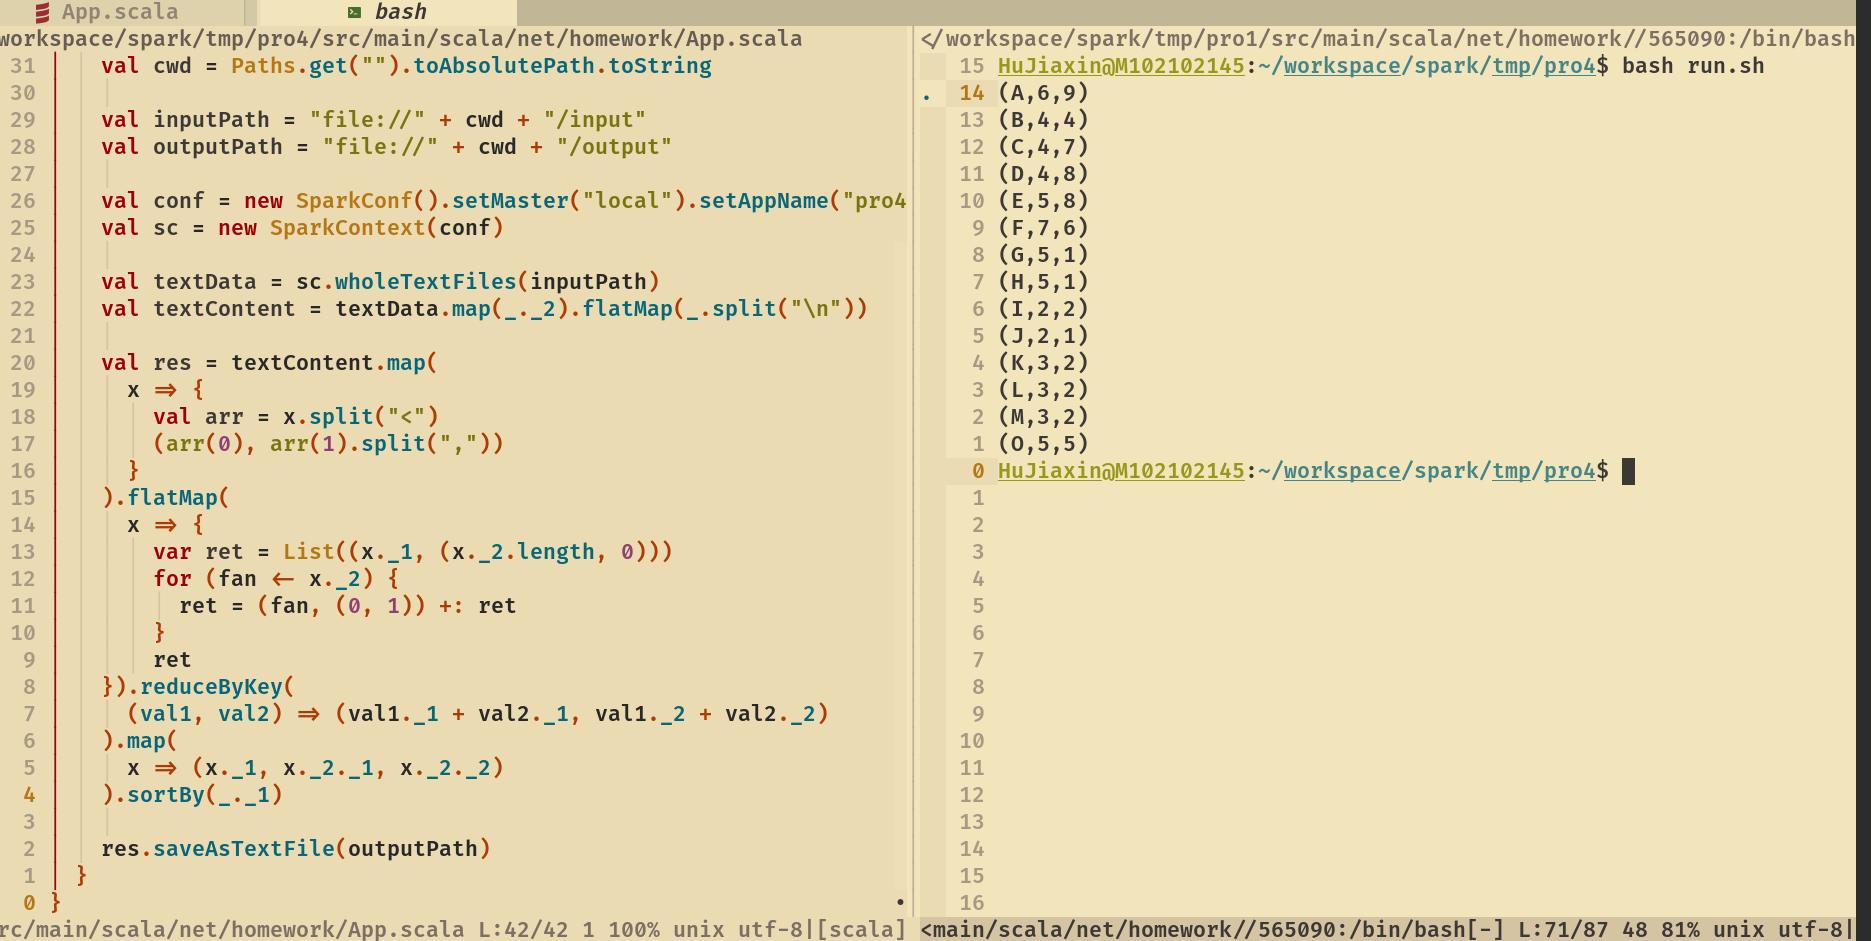 App.scala
bash
workspace/spark/tmp/pro4/src/main/scala/net/homework/App.scala
31 val cwd = Paths.get("").toAbsolutePath.toString
30
29 val inputPath = "file://" + cwd + "/input"
28 val outputPath = "file://" + cwd + "/output"
27
26 val conf = new SparkConf().setMaster("local").setAppName("pro4
25 val sc = new SparkContext(conf)
24
23 val textData = sc.wholeTextFiles(inputPath)
22 val textContent = textData.map(_._2).flatMap(_.split("\n"))
21
20 val res = textContent.map(
19 x => {
18 val arr = x.split("<")
17 (arr(0), arr(1).split(","))
16 }
15 ).flatMap(
14 x => {
13 var ret = List((x._1, (x._2.length, 0)))
12 for (fan <- x._2) {
11 ret = (fan, (0, 1)) +: ret
10 }
9 ret
8 }).reduceByKey(
7 (val1, val2) => (val1._1 + val2._1, val1._2 + val2._2)
6 ).map(
5 x => (x._1, x._2._1, x._2._2)
4 ).sortBy(_._1)
3
2 res.saveAsTextFile(outputPath)
1 }
0 }
rc/main/scala/net/homework/App.scala L:42/42 1 100% unix utf-8|[scala]
</workspace/spark/tmp/pro1/src/main/scala/net/homework//565090:/bin/bash
15 HuJiaxin@M102102145:~/workspace/spark/tmp/pro4$ bash run.sh
. 14 (A,6,9)
13 (B,4,4)
12 (C,4,7)
11 (D,4,8)
10 (E,5,8)
9 (F,7,6)
8 (G,5,1)
7 (H,5,1)
6 (I,2,2)
5 (J,2,1)
4 (K,3,2)
3 (L,3,2)
2 (M,3,2)
1 (O,5,5)
0 HuJiaxin@M102102145:~/workspace/spark/tmp/pro4$
1
2
3
4
5
6
7
8
9
10
11
12
13
14
15
16
<main/scala/net/homework//565090:/bin/bash[-] L:71/87 48 81% unix utf-8|